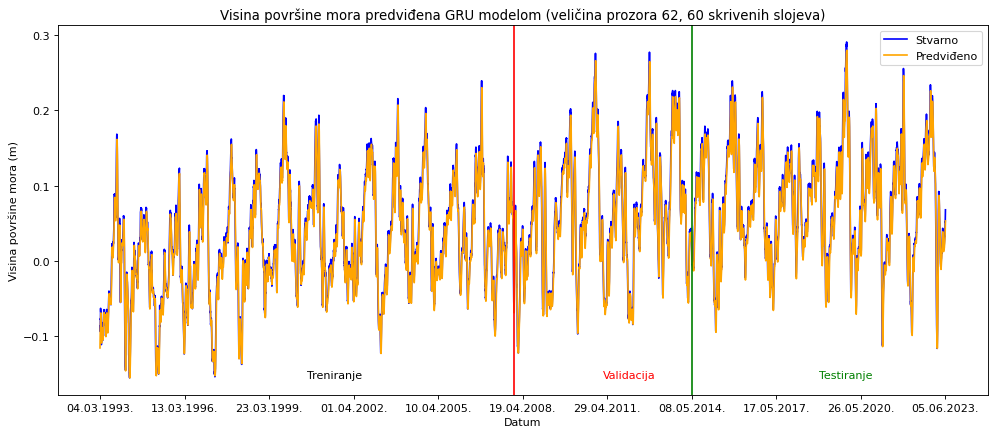 Visina površine mora predviđena GRU modelom (veličina prozora 62, 60 skrivenih slojeva)
Stvarno
Predviđeno
Visina površine mora (m)
0.3
0.2
0.1
0.0
−0.1
Treniranje
Validacija
Testiranje
04.03.1993.
13.03.1996.
23.03.1999.
01.04.2002.
10.04.2005.
19.04.2008.
29.04.2011.
08.05.2014.
17.05.2017.
26.05.2020.
05.06.2023.
Datum